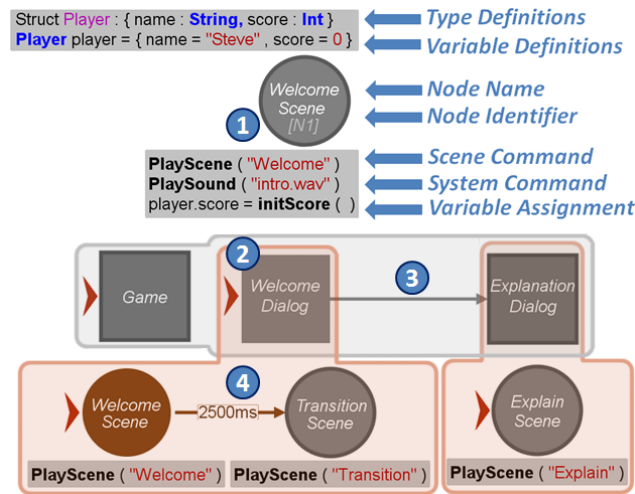 Struct Player : { name : String, score : Int }
Type Definitions
Player player = { name = "Steve" , score = 0 }
Variable Definitions
Welcome
Scene
[N1]
Node Name
Node Identifier
1
PlayScene ( "Welcome" )
Scene Command
PlaySound ( "intro.wav" )
System Command
player.score = initScore ( )
Variable Assignment
2
3
Game
Welcome
Dialog
Explanation
Dialog
4
Welcome
Scene
2500ms
Transition
Scene
Explain
Scene
PlayScene ( "Welcome" )
PlayScene ( "Transition" )
PlayScene ( "Explain" )